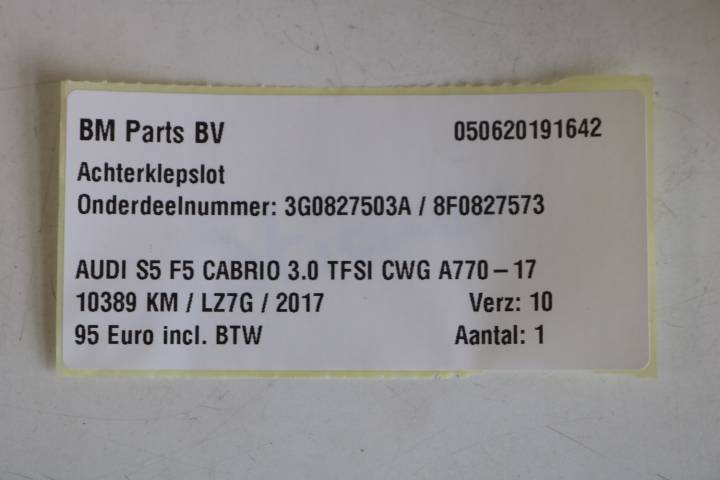 BM Parts BV 050620191642
Achterklepslot
Onderdeelnummer: 3G0827503A / 8F0827573
AUDI S5 F5 CABRIO 3.0 TFSI CWG A770-17
10389 KM / LZ7G / 2017 Verz: 10
95 Euro incl. BTW Aantal: 1